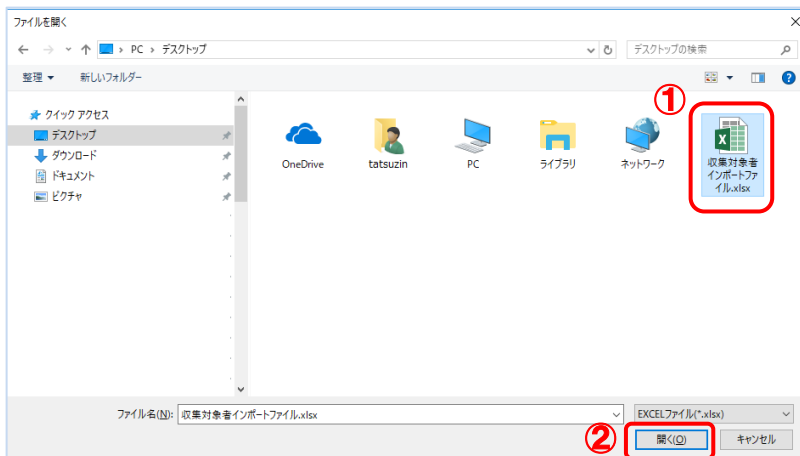 ファイルを開く
PC › デスクトップ
デスクトップの検索
整理
新しいフォルダー
①
クイック アクセス
デスクトップ
ダウンロード
ドキュメント
ピクチャ
OneDrive
tatsuzin
PC
ライブラリ
ネットワーク
収集対象者
インポートファ
イル.xlsx
ファイル名(N):
収集対象者インポートファイル.xlsx
EXCELファイル(*.xlsx)
②
開く(O)
キャンセル